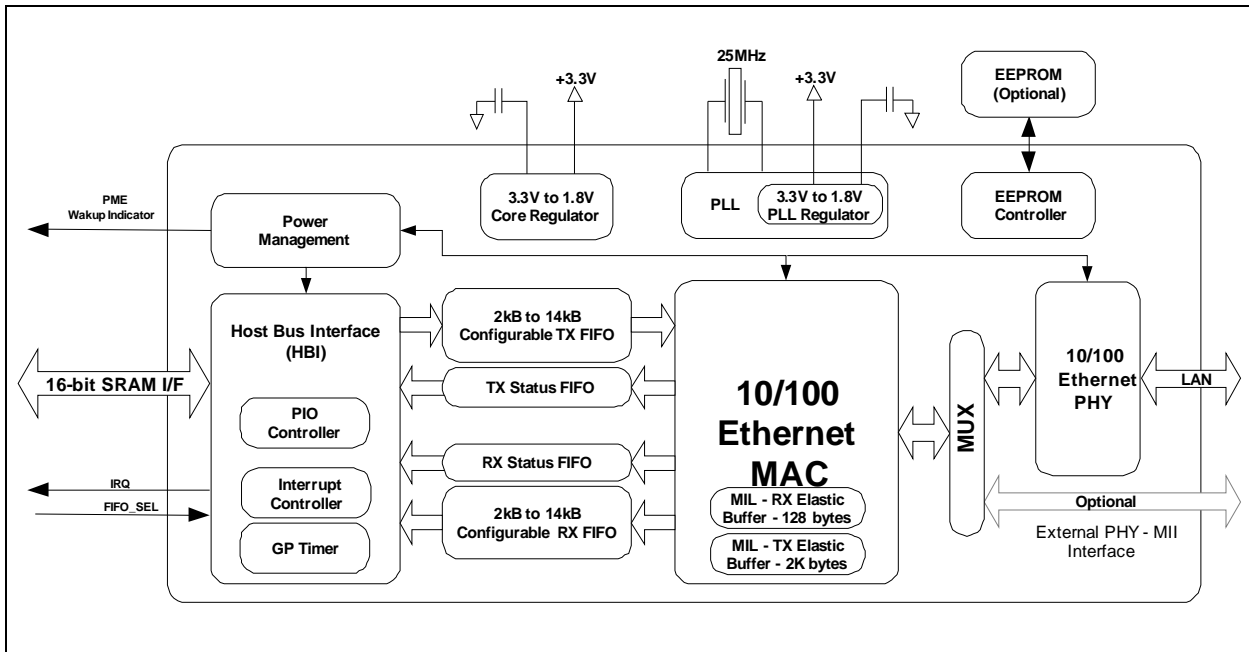 25MHz
+3.3V
+3.3V
EEPROM
(Optional)
3.3V to 1.8V
Core Regulator
PLL
3.3V to 1.8V
PLL Regulator
EEPROM
Controller
PME
Wakup Indicator
Power
Management
Host Bus Interface
(HBI)
2kB to 14kB
Configurable TX FIFO
16-bit SRAM I/F
TX Status FIFO
PIO
Controller
RX Status FIFO
IRQ
FIFO_SEL
Interrupt
Controller
2kB to 14kB
Configurable RX FIFO
GP Timer
10/100
Ethernet
MAC
MIL - RX Elastic
Buffer - 128 bytes
MIL - TX Elastic
Buffer - 2K bytes
MUX
10/100
Ethernet
PHY
LAN
Optional
External PHY - MII
Interface